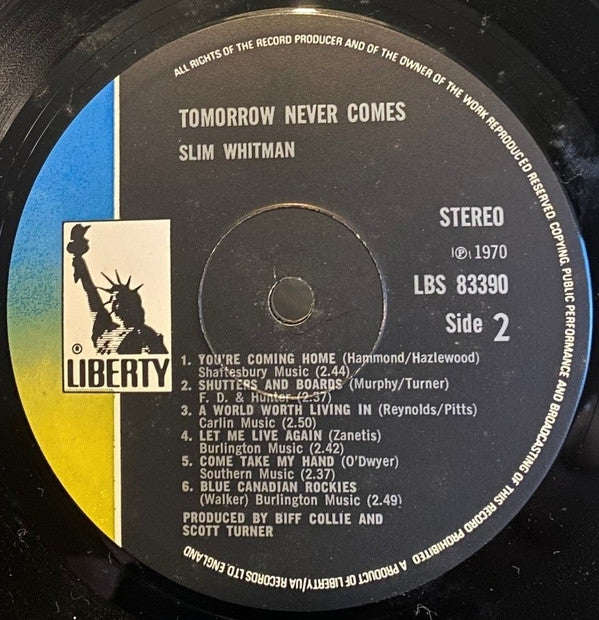 ALL RIGHTS OF THE RECORD PRODUCER AND OF THE OWNER OF THE WORK REPRODUCED RESERVED. COPYING, PUBLIC PERFORMANCE AND BROADCASTING OF THIS RECORD PROHIBITED. A PRODUCT OF LIBERTY/UA RECORDS LTD. ENGLAND
TOMORROW NEVER COMES
SLIM WHITMAN
STEREO
℗ 1970
LBS 83390
Side 2
®
LIBERTY
1. YOU'RE COMING HOME (Hammond/Hazlewood)
Shaftesbury Music (2.44)
2. SHUTTERS AND BOARDS (Murphy/Turner)
F. D. & Hunter (2.37)
3. A WORLD WORTH LIVING IN (Reynolds/Pitts)
Carlin Music (2.50)
4. LET ME LIVE AGAIN (Zanetis)
Burlington Music (2.42)
5. COME TAKE MY HAND (O'Dwyer)
Southern Music (2.37)
6. BLUE CANADIAN ROCKIES
(Walker) Burlington Music (2.49)
PRODUCED BY BIFF COLLIE AND
SCOTT TURNER